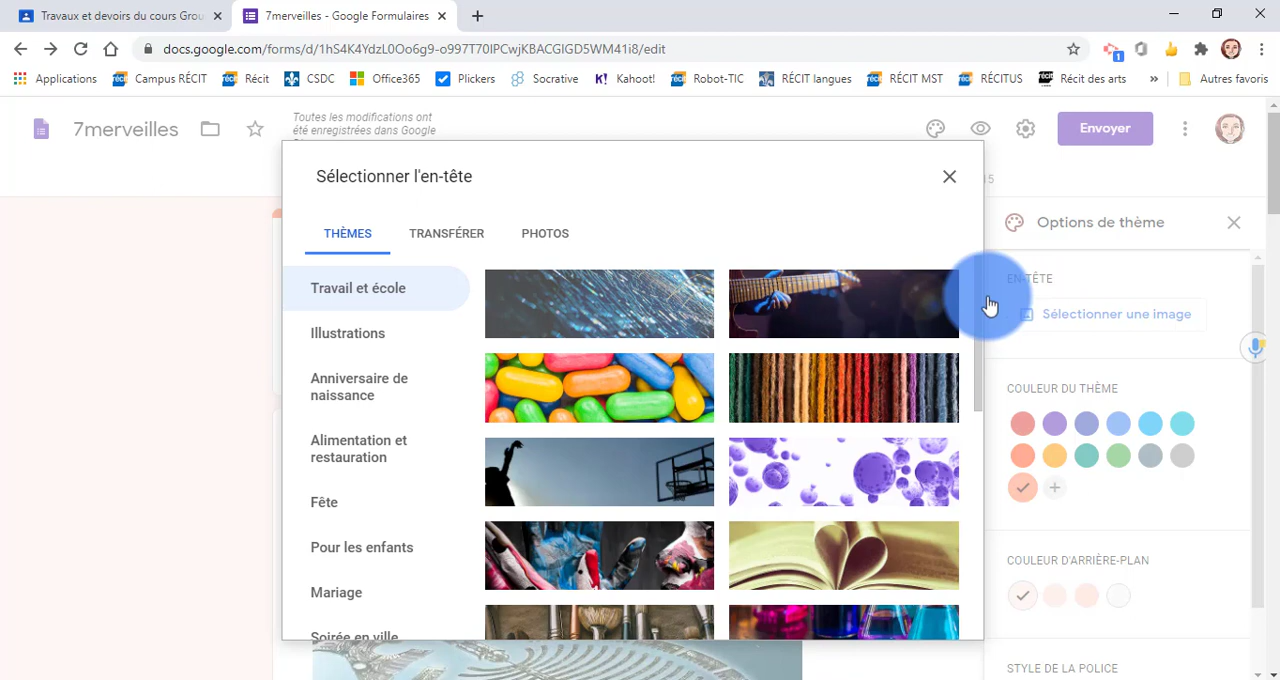 Travaux et devoirs du cours Grou
7merveilles - Google Formulaires
docs.google.com/forms/d/1hS4K4YdzL0Oo6g9-o997T70IPCwjKBACGIGD5WM41i8/edit
Applications
Campus RÉCIT
Récit
CSDC
Office365
Plickers
Socrative
Kahoot!
Robot-TIC
RÉCIT langues
RÉCIT MST
RÉCITUS
Récit des arts
»
Autres favoris
7merveilles
Toutes les modifications ont
été enregistrées dans Google
Envoyer
Sélectionner l'en-tête
THÈMES
TRANSFÉRER
PHOTOS
Travail et école
Illustrations
Anniversaire de
naissance
Alimentation et
restauration
Fête
Pour les enfants
Mariage
Soirée en ville
Options de thème
EN-TÊTE
Sélectionner une image
COULEUR DU THÈME
COULEUR D'ARRIÈRE-PLAN
STYLE DE LA POLICE